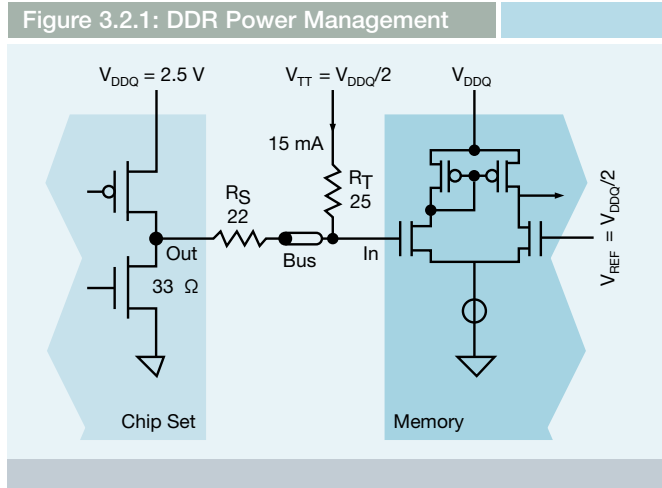 Figure 3.2.1: DDR Power Management
VDDQ = 2.5 V
VTT = VDDQ/2
VDDQ
15 mA
RS
22
RT
25
Out
Bus
In
33 Ω
VREF = VDDQ/2
Chip Set
Memory